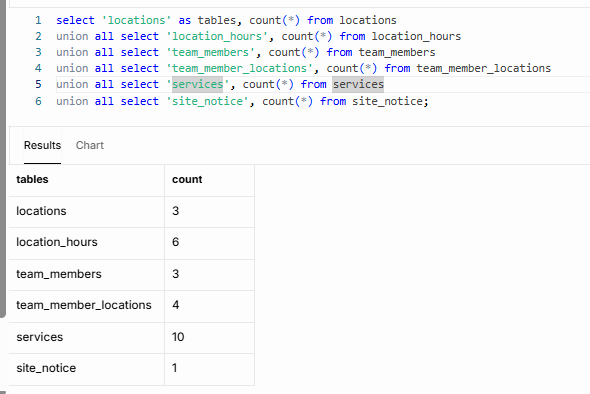 1 select 'locations' as tables, count(*) from locations
2 union all select 'location_hours', count(*) from location_hours
3 union all select 'team_members', count(*) from team_members
4 union all select 'team_member_locations', count(*) from team_member_locations
5 union all select 'services', count(*) from services
6 union all select 'site_notice', count(*) from site_notice;
Results Chart
tables count
locations 3
location_hours 6
team_members 3
team_member_locations 4
services 10
site_notice 1